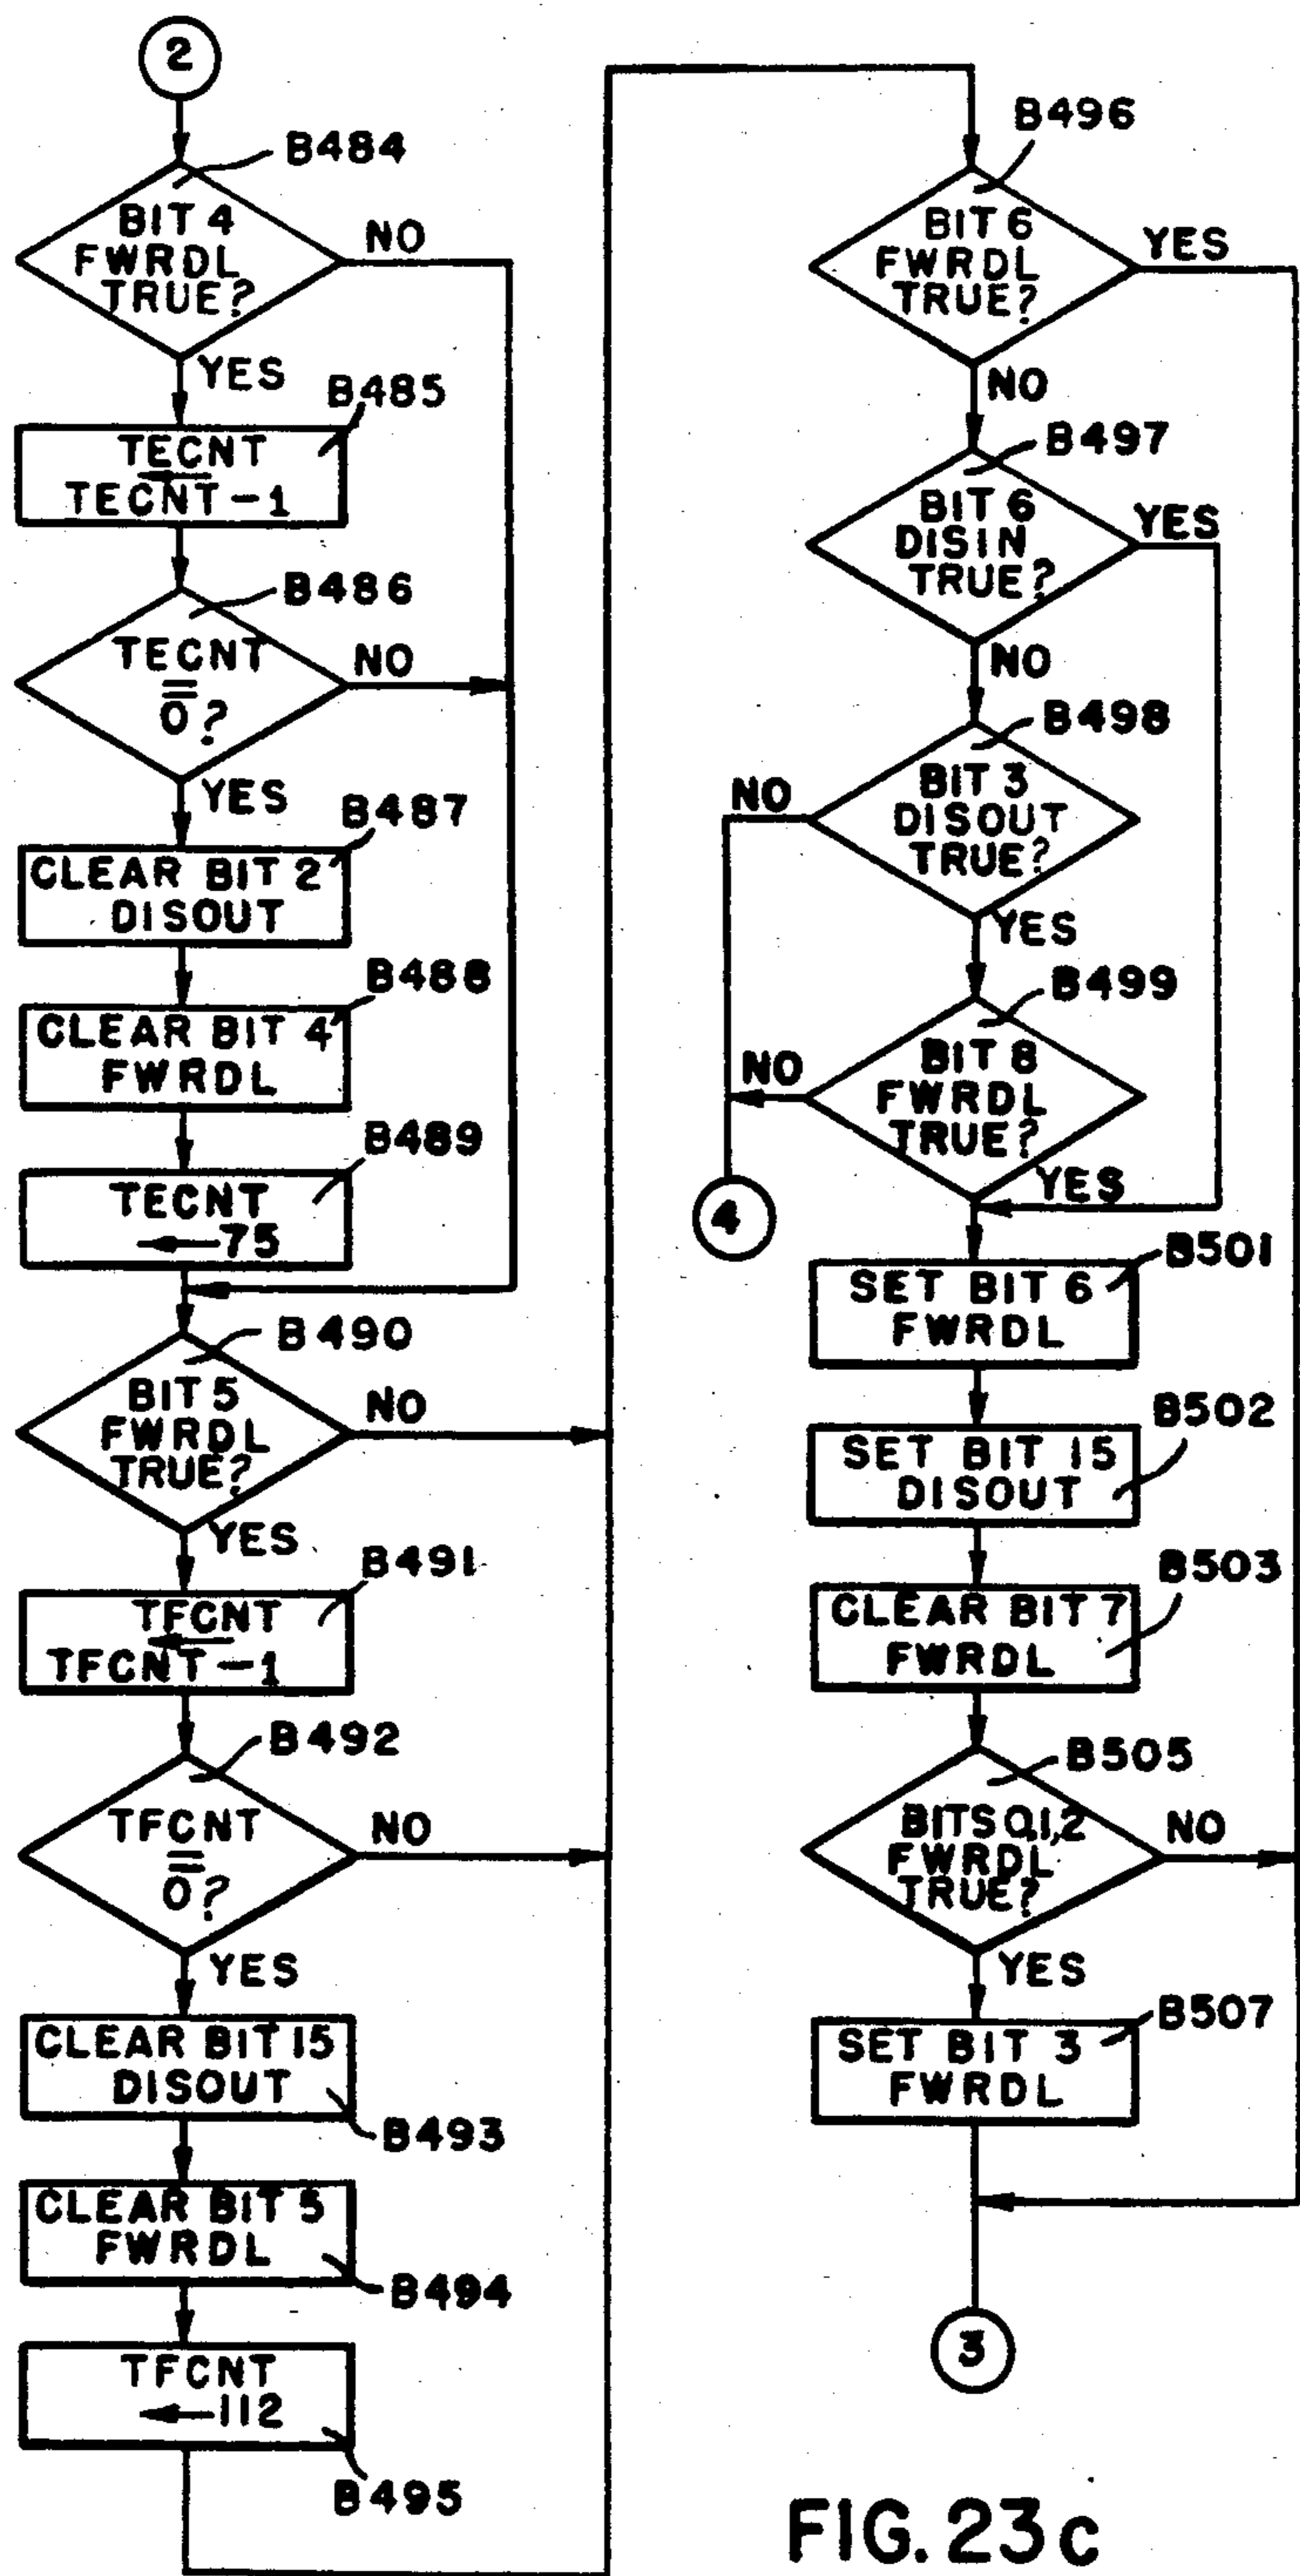 2
B484
BIT 4
FWRDL
TRUE?
NO
YES
B485
TECNT
←
TECNT-1
B486
TECNT
=
0?
NO
YES
B487
CLEAR BIT 2
DISOUT
B488
CLEAR BIT 4
FWRDL
B489
TECNT
←75
B490
BIT 5
FWRDL
TRUE?
NO
YES
B491
TFCNT
←
TFCNT-1
B492
TFCNT
=
0?
NO
YES
CLEAR BIT 15
DISOUT
B493
CLEAR BIT 5
FWRDL
B494
TFCNT
←112
B495
B496
BIT 6
FWRDL
TRUE?
YES
NO
B497
BIT 6
DISIN
TRUE?
YES
NO
B498
BIT 3
DISOUT
TRUE?
NO
YES
B499
BIT 8
FWRDL
TRUE?
NO
YES
4
B501
SET BIT 6
FWRDL
B502
SET BIT 15
DISOUT
B503
CLEAR BIT 7
FWRDL
B505
BITS 0,1,2
FWRDL
TRUE?
NO
YES
B507
SET BIT 3
FWRDL
3
FIG. 23c